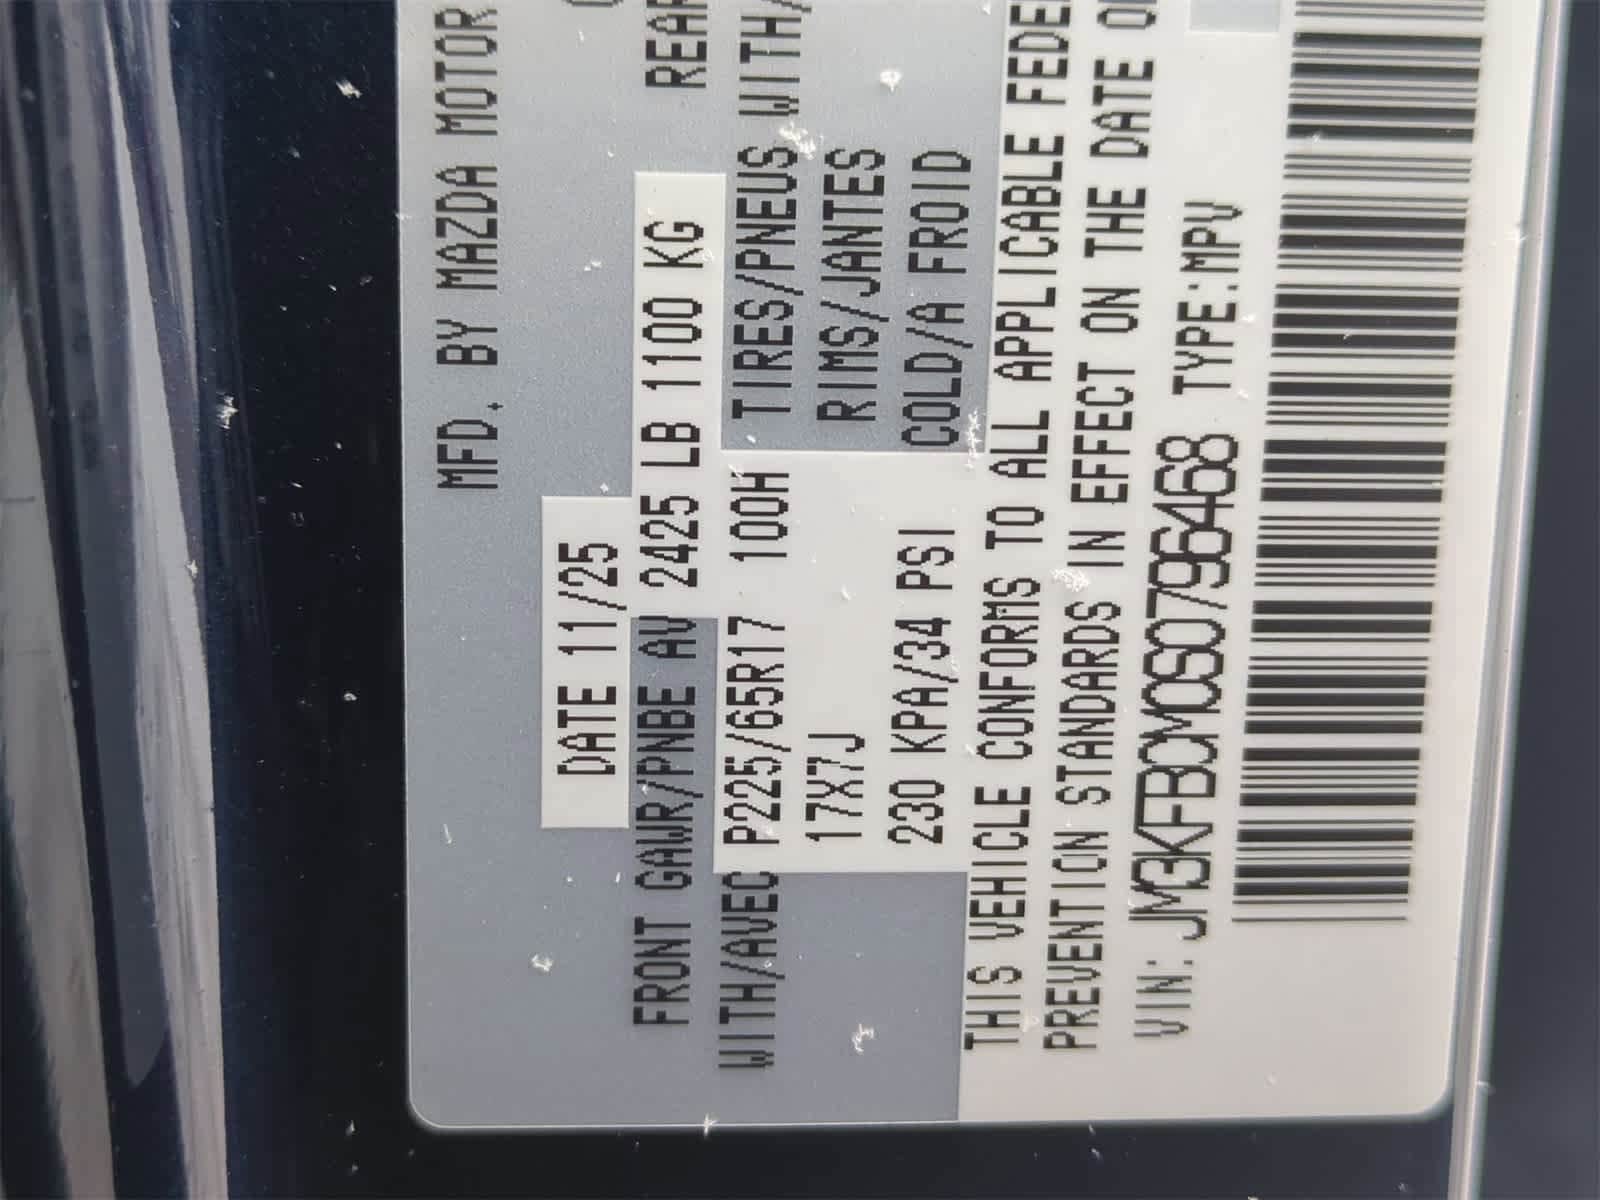 MFD. BY MAZDA MOTOR
DATE 11/25
FRONT GAWR/PNBE AV 2425 LB 1100 KG REAR
WITH/AVEC P225/65R17 100H TIRES/PNEUS WITH/
17X7J RIMS/JANTES
230 KPA/34 PSI COLD/A FROID
THIS VEHICLE CONFORMS TO ALL APPLICABLE FEDE
PREVENTION STANDARDS IN EFFECT ON THE DATE O
VIN: JM3KFBCM0S0796468 TYPE:MPV